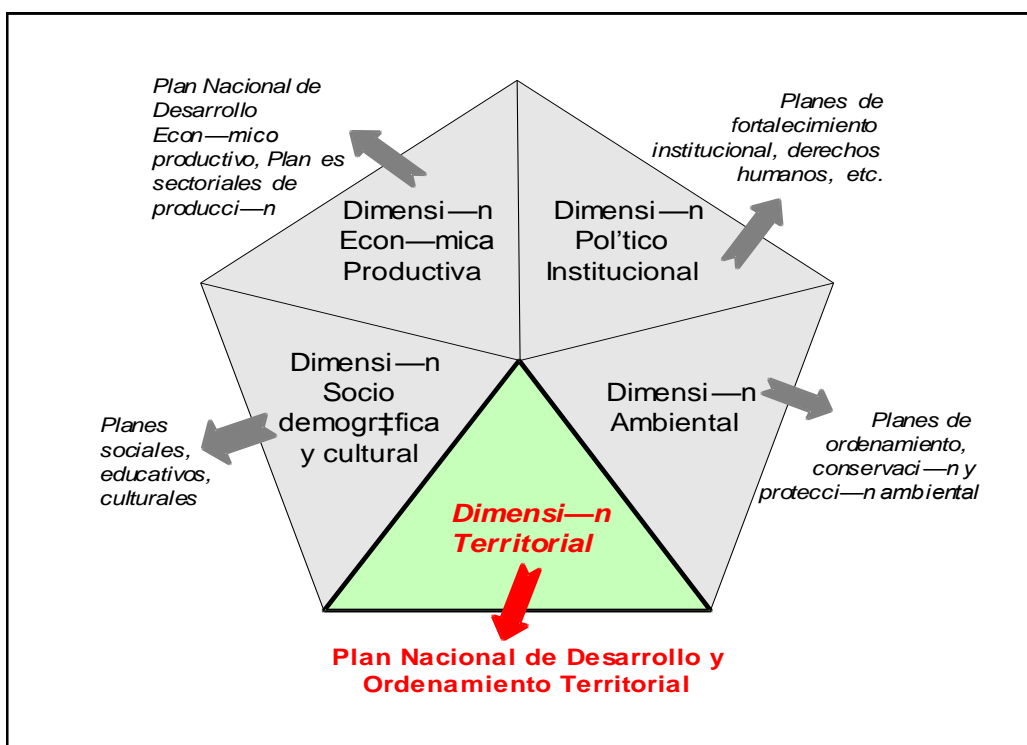 Plan Nacional de
Desarrollo
Econ—mico
productivo, Plan es
sectoriales de
producci—n
Planes de
fortalecimiento
institucional, derechos
humanos, etc.
Dimensi—n
Econ—mica
Productiva
Dimensi—n
Pol'tico
Institucional
Dimensi—n
Socio
demogr‡fica
y cultural
Dimensi—n
Ambiental
Planes
sociales,
educativos,
culturales
Planes de
ordenamiento,
conservaci—n y
protecci—n ambiental
Dimensi—n
Territorial
Plan Nacional de Desarrollo y
Ordenamiento Territorial